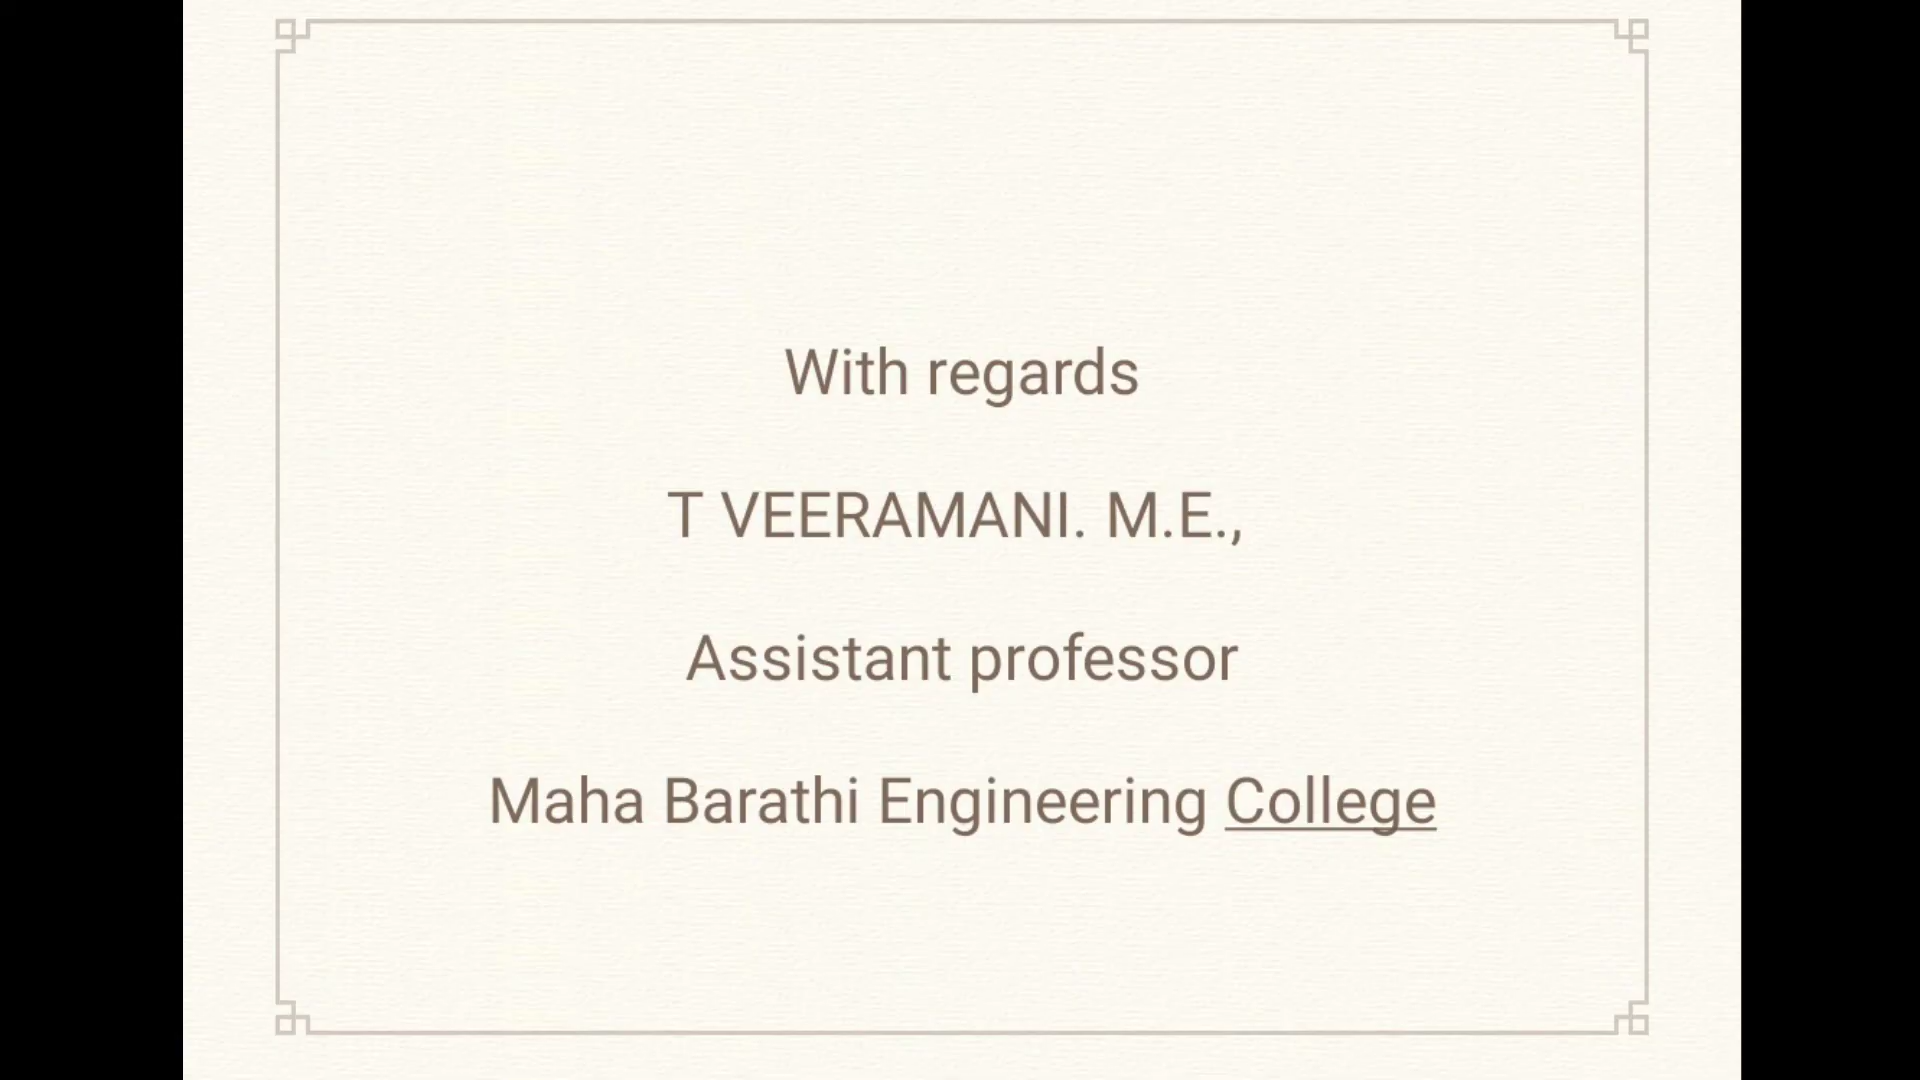 With regards
T VEERAMANI. M.E.,
Assistant professor
Maha Barathi Engineering College